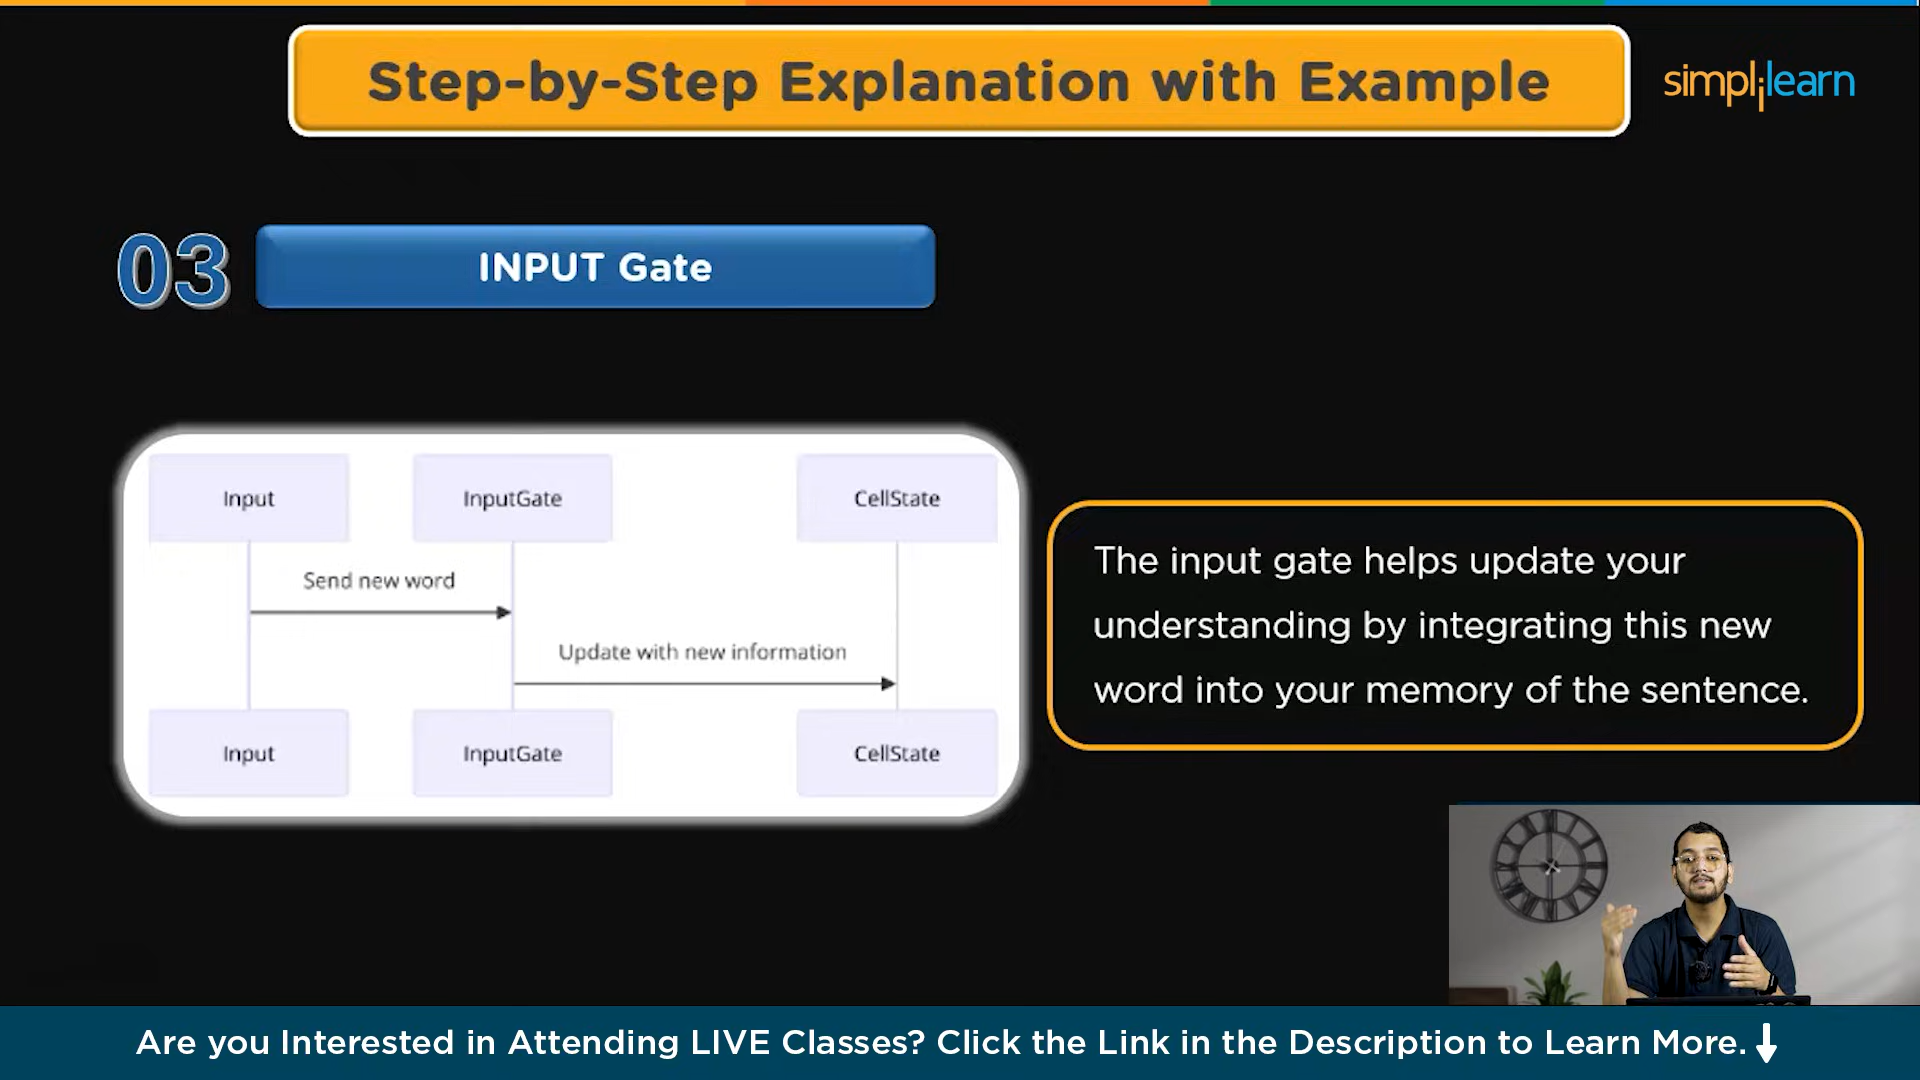 Step-by-Step Explanation with Example
simplilearn
03
INPUT Gate
Input
InputGate
CellState
Send new word
Update with new information
Input
InputGate
CellState
The input gate helps update your
understanding by integrating this new
word into your memory of the sentence.
Are you Interested in Attending LIVE Classes? Click the Link in the Description to Learn More.